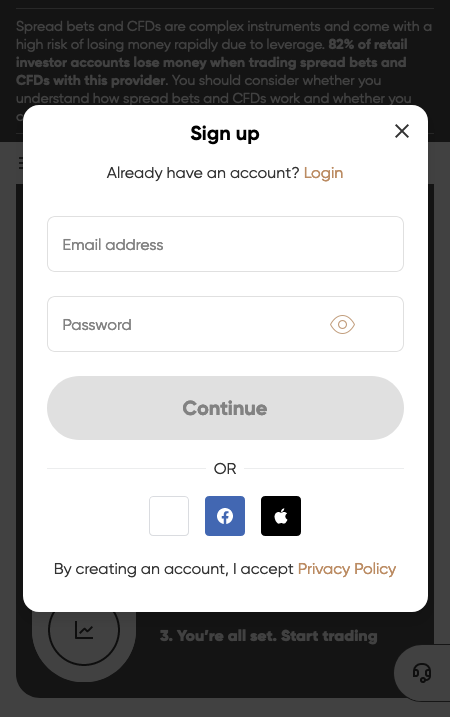 Spread bets and CFDs are complex instruments and come with a
high risk of losing money rapidly due to leverage. 82% of retail
investor accounts lose money when trading spread bets and
CFDs with this provider. You should consider whether you
understand how spread bets and CFDs work and whether you
Sign up
Already have an account? Login
Email address
Password
Continue
OR
By creating an account, I accept Privacy Policy
3. You're all set. Start trading